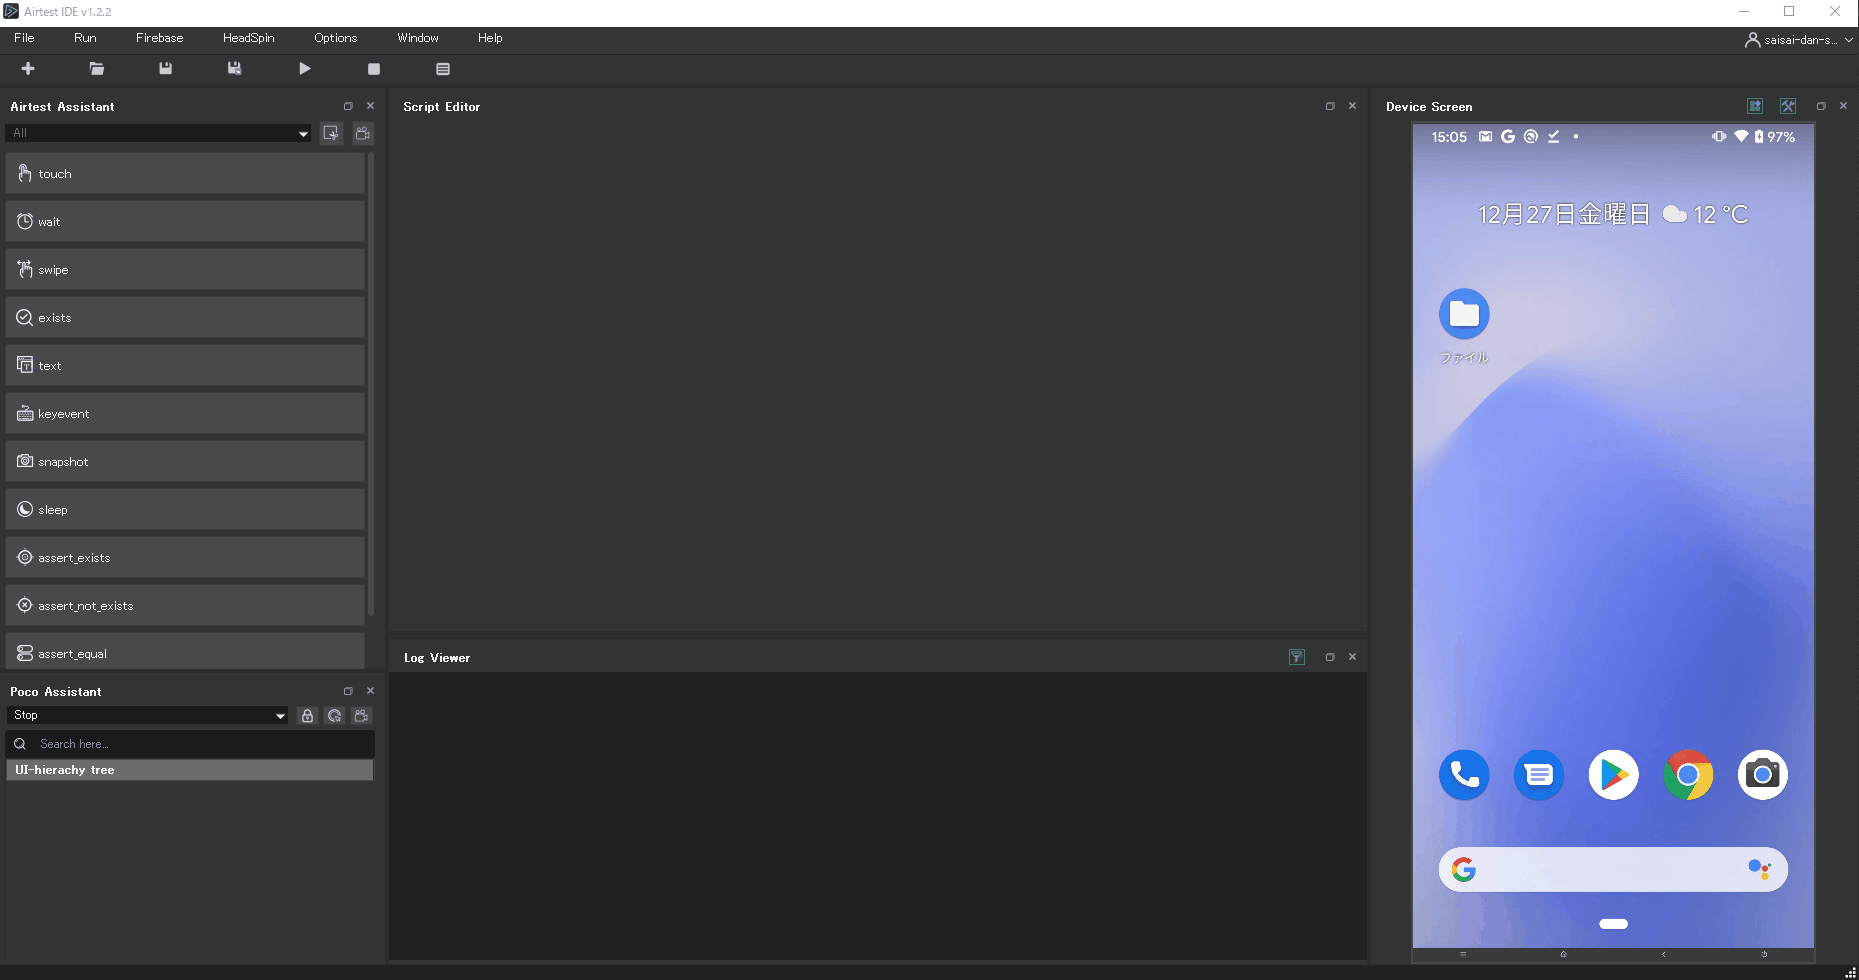 Airtest IDE v1.2.2
File Run Firebase HeadSpin Options Window Help
saisai-dan-s...
Airtest Assistant
All
touch
wait
swipe
exists
text
keyevent
snapshot
sleep
assert_exists
assert_not_exists
assert_equal
Poco Assistant
Stop
Search here...
UI-hierachy tree
Script Editor
Log Viewer
Device Screen
15:05 97%
12月27日金曜日 12 °C
ファイル